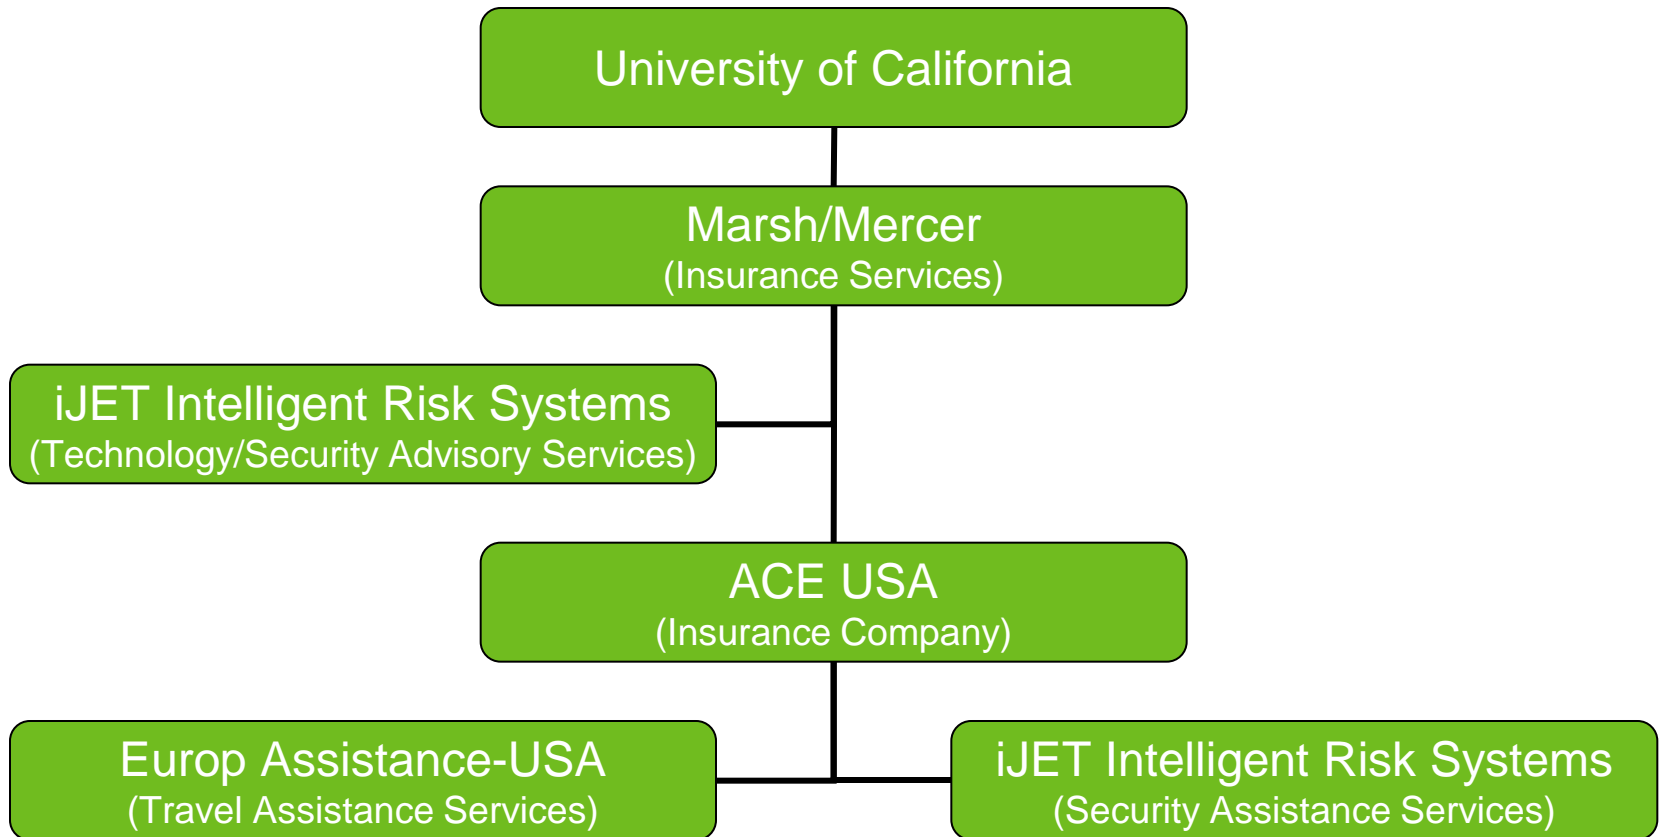 University of California
Marsh/Mercer
(Insurance Services)
iJET Intelligent Risk Systems
(Technology/Security Advisory Services)
ACE USA
(Insurance Company)
Europ Assistance-USA
(Travel Assistance Services)
iJET Intelligent Risk Systems
(Security Assistance Services)